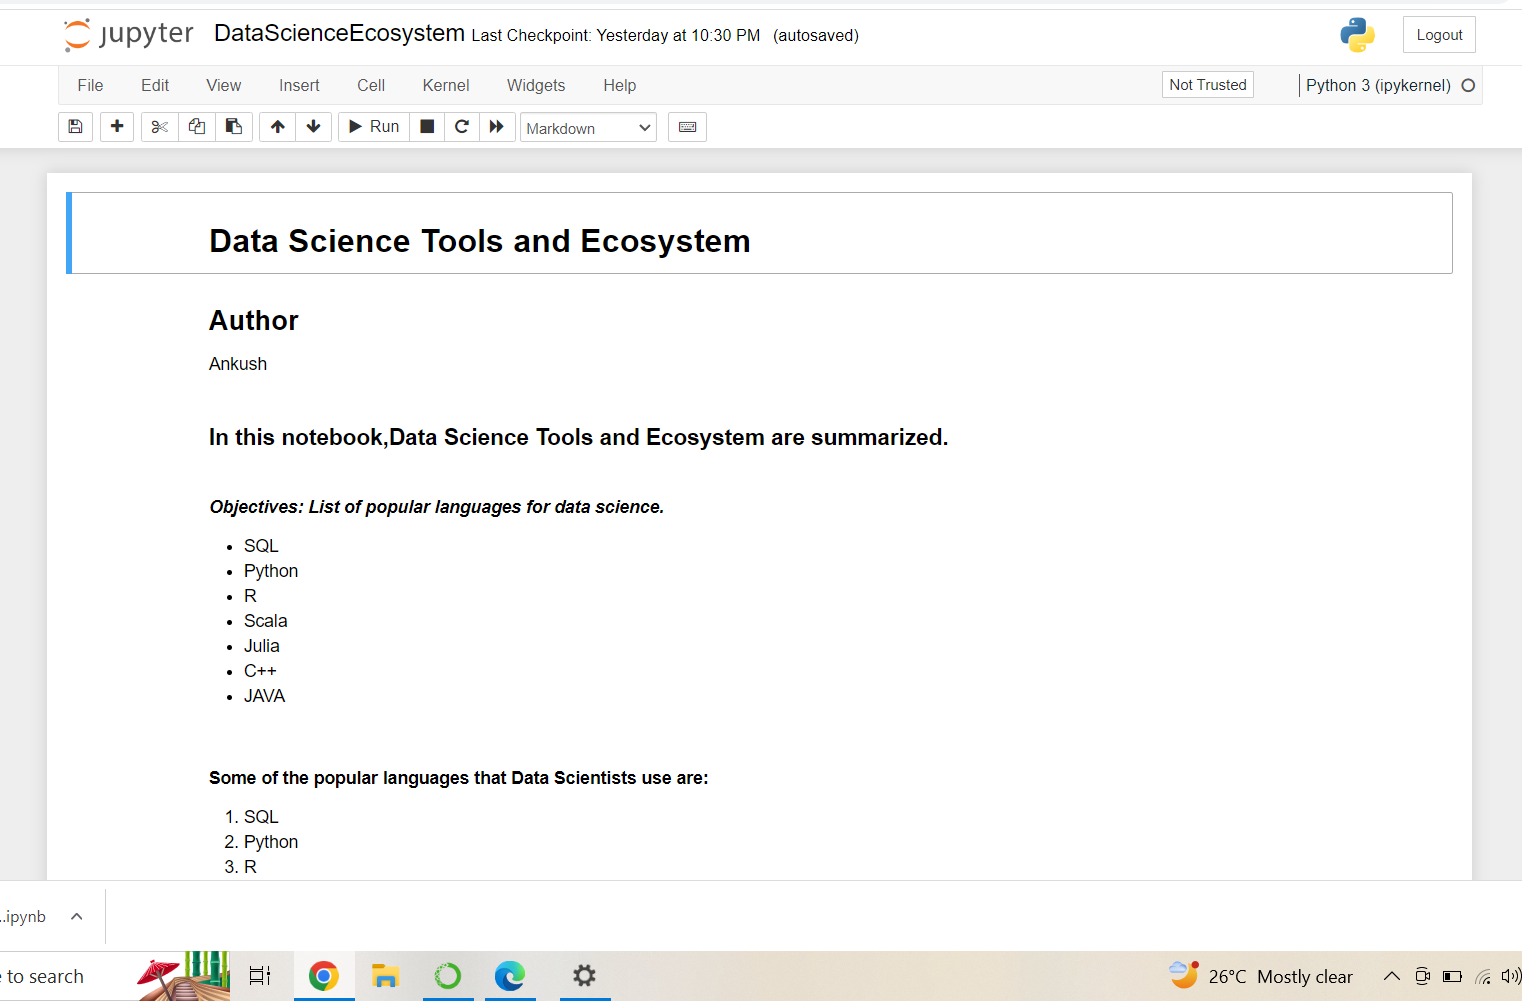 jupyter DataScienceEcosystem Last Checkpoint: Yesterday at 10:30 PM (autosaved) Logout
File Edit View Insert Cell Kernel Widgets Help Not Trusted Python 3 (ipykernel)
Run Markdown
Data Science Tools and Ecosystem
Author
Ankush
In this notebook,Data Science Tools and Ecosystem are summarized.
Objectives: List of popular languages for data science.
• SQL
• Python
• R
• Scala
• Julia
• C++
• JAVA
Some of the popular languages that Data Scientists use are:
1. SQL
2. Python
3. R
..ipynb
to search 26°C Mostly clear